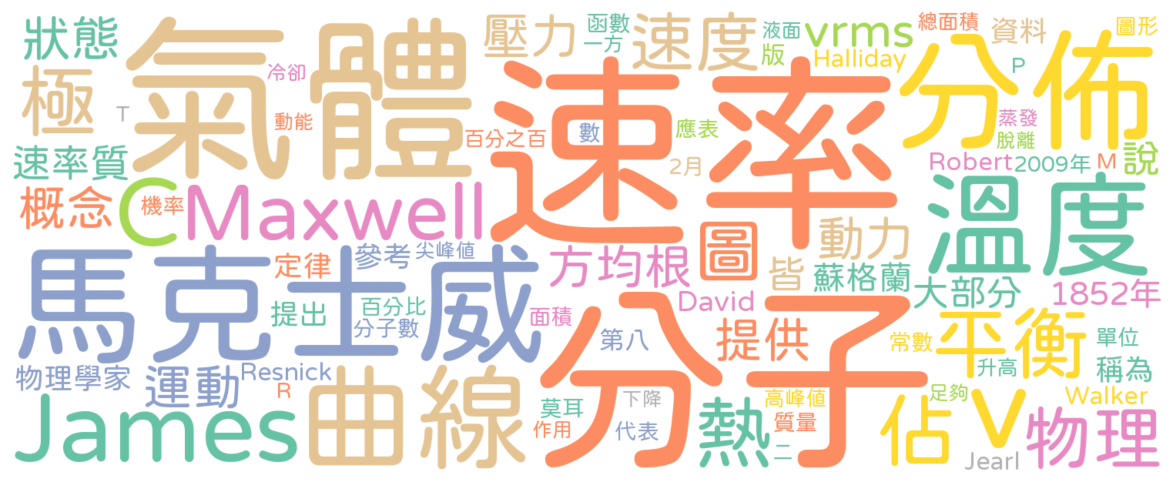 狀態
氣體
壓力
函數
一方
速度
液面
版
vrms
Halliday
總面積
資料
圖形
P
極
冷卻
T
動能
速率
分佈
百分之百
數
應表
2月
蒸發
脫離
速率質
概念
C
機率
Maxwell
Robert
2009年
M
說
溫度
圖
動力
皆
方均根
蘇格蘭
大部分
1852年
馬克士威
定律
參考
尖峰值
提出
百分比
分子數
面積
David
提供
第八
分子
常數
平衡
單位
升高
稱為
物理學家
運動
Resnick
R
James
曲線
莫耳
作用
下降
代表
熱
高峰值
質量
二
佔
足夠
v
Walker
Jearl
物理